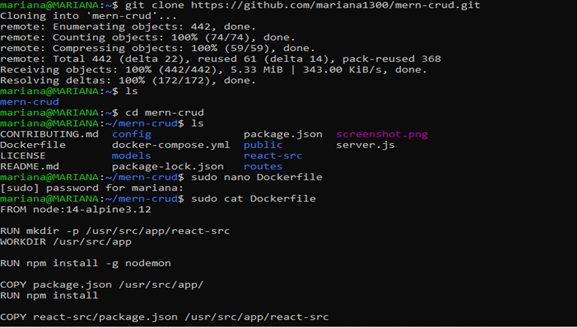 mariana@MARIANA:~$ git clone https://github.com/mariana1300/mern-crud.git
Cloning into 'mern-crud'...
remote: Enumerating objects: 442, done.
remote: Counting objects: 100% (74/74), done.
remote: Compressing objects: 100% (59/59), done.
remote: Total 442 (delta 22), reused 61 (delta 14), pack-reused 368
Receiving objects: 100% (442/442), 5.33 MiB | 343.00 KiB/s, done.
Resolving deltas: 100% (172/172), done.
mariana@MARIANA:~$ ls
mern-crud
mariana@MARIANA:~$ cd mern-crud
mariana@MARIANA:~/mern-crud$ ls
CONTRIBUTING.md config package.json screenshot.png
Dockerfile docker-compose.yml public server.js
LICENSE models react-src
README.md package-lock.json routes
mariana@MARIANA:~/mern-crud$ sudo nano Dockerfile
[sudo] password for mariana:
mariana@MARIANA:~/mern-crud$ sudo cat Dockerfile
FROM node:14-alpine3.12
RUN mkdir -p /usr/src/app/react-src
WORKDIR /usr/src/app
RUN npm install -g nodemon
COPY package.json /usr/src/app/
RUN npm install
COPY react-src/package.json /usr/src/app/react-src